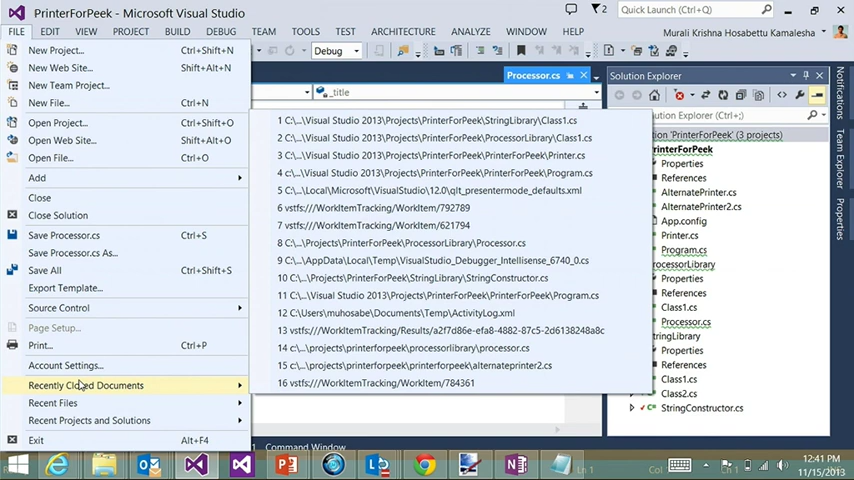 PrinterForPeek - Microsoft Visual Studio
2
Quick Launch (Ctrl+;)
FILE EDIT VIEW PROJECT BUILD DEBUG TEAM TOOLS TEST ARCHITECTURE ANALYZE WINDOW HELP
Murali Krishna Hosabettu Kamalesha
Debug
New Project... Ctrl+Shift+N
New Web Site... Shift+Alt+N
New Team Project...
New File... Ctrl+N
Open Project... Ctrl+Shift+O
Open Web Site... Shift+Alt+O
Open File... Ctrl+O
Add
Close
Close Solution
Save Processor.cs Ctrl+S
Save Processor.cs As...
Save All Ctrl+Shift+S
Export Template...
Source Control
Page Setup...
Print... Ctrl+P
Account Settings...
Recently Closed Documents
Recent Files
Recent Projects and Solutions
Exit Alt+F4
Processor.cs
_title
1 C:\...\Visual Studio 2013\Projects\PrinterForPeek\StringLibrary\Class1.cs
2 C:\...\Visual Studio 2013\Projects\PrinterForPeek\ProcessorLibrary\Class1.cs
3 C:\...\Visual Studio 2013\Projects\PrinterForPeek\PrinterForPeek\Printer.cs
4 c:\...\Visual Studio 2013\Projects\PrinterForPeek\PrinterForPeek\Program.cs
5 C:\...\Local\Microsoft\VisualStudio\12.0\qlt_presentermode_defaults.xml
6 vstfs:///WorkItemTracking/WorkItem/792789
7 vstfs:///WorkItemTracking/WorkItem/621794
8 C:\...\Projects\PrinterForPeek\ProcessorLibrary\Processor.cs
9 C:\...\AppData\Local\Temp\VisualStudio_Debugger_Intellisense_6740_0.cs
10 C:\...\Projects\PrinterForPeek\StringLibrary\StringConstructor.cs
11 C:\...\Visual Studio 2013\Projects\PrinterForPeek\PrinterForPeek\Program.cs
12 C:\Users\muhosabe\Documents\Temp\ActivityLog.xml
13 vstfs:///WorkItemTracking/Results/a2f7d86e-efa8-4882-87c5-2d6138248a8c
14 c:\...\projects\printerforpeek\processorlibrary\processor.cs
15 c:\...\projects\printerforpeek\printerforpeek\alternateprinter2.cs
16 vstfs:///WorkItemTracking/WorkItem/784361
Solution Explorer
'PrinterForPeek' (3 projects)
Properties
References
AlternatePrinter.cs
AlternatePrinter2.cs
App.config
Printer.cs
Program.cs
Properties
References
Class1.cs
Processor.cs
Properties
References
Class1.cs
Class2.cs
StringConstructor.cs
Notifications
Team Explorer
Properties
Command Window
Ln 1
12:41 PM
11/15/2013